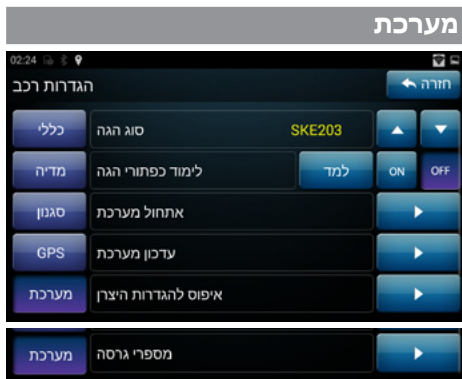 מערכת
02:24
הגדרות רכב חזרה
כללי סוג הגה SKE203
מדיה לימוד כפתורי הגה למד ON OFF
סגנון אתחול מערכת
GPS עדכון מערכת
מערכת איפוס להגדרות היצרן
מערכת מספרי גרסה